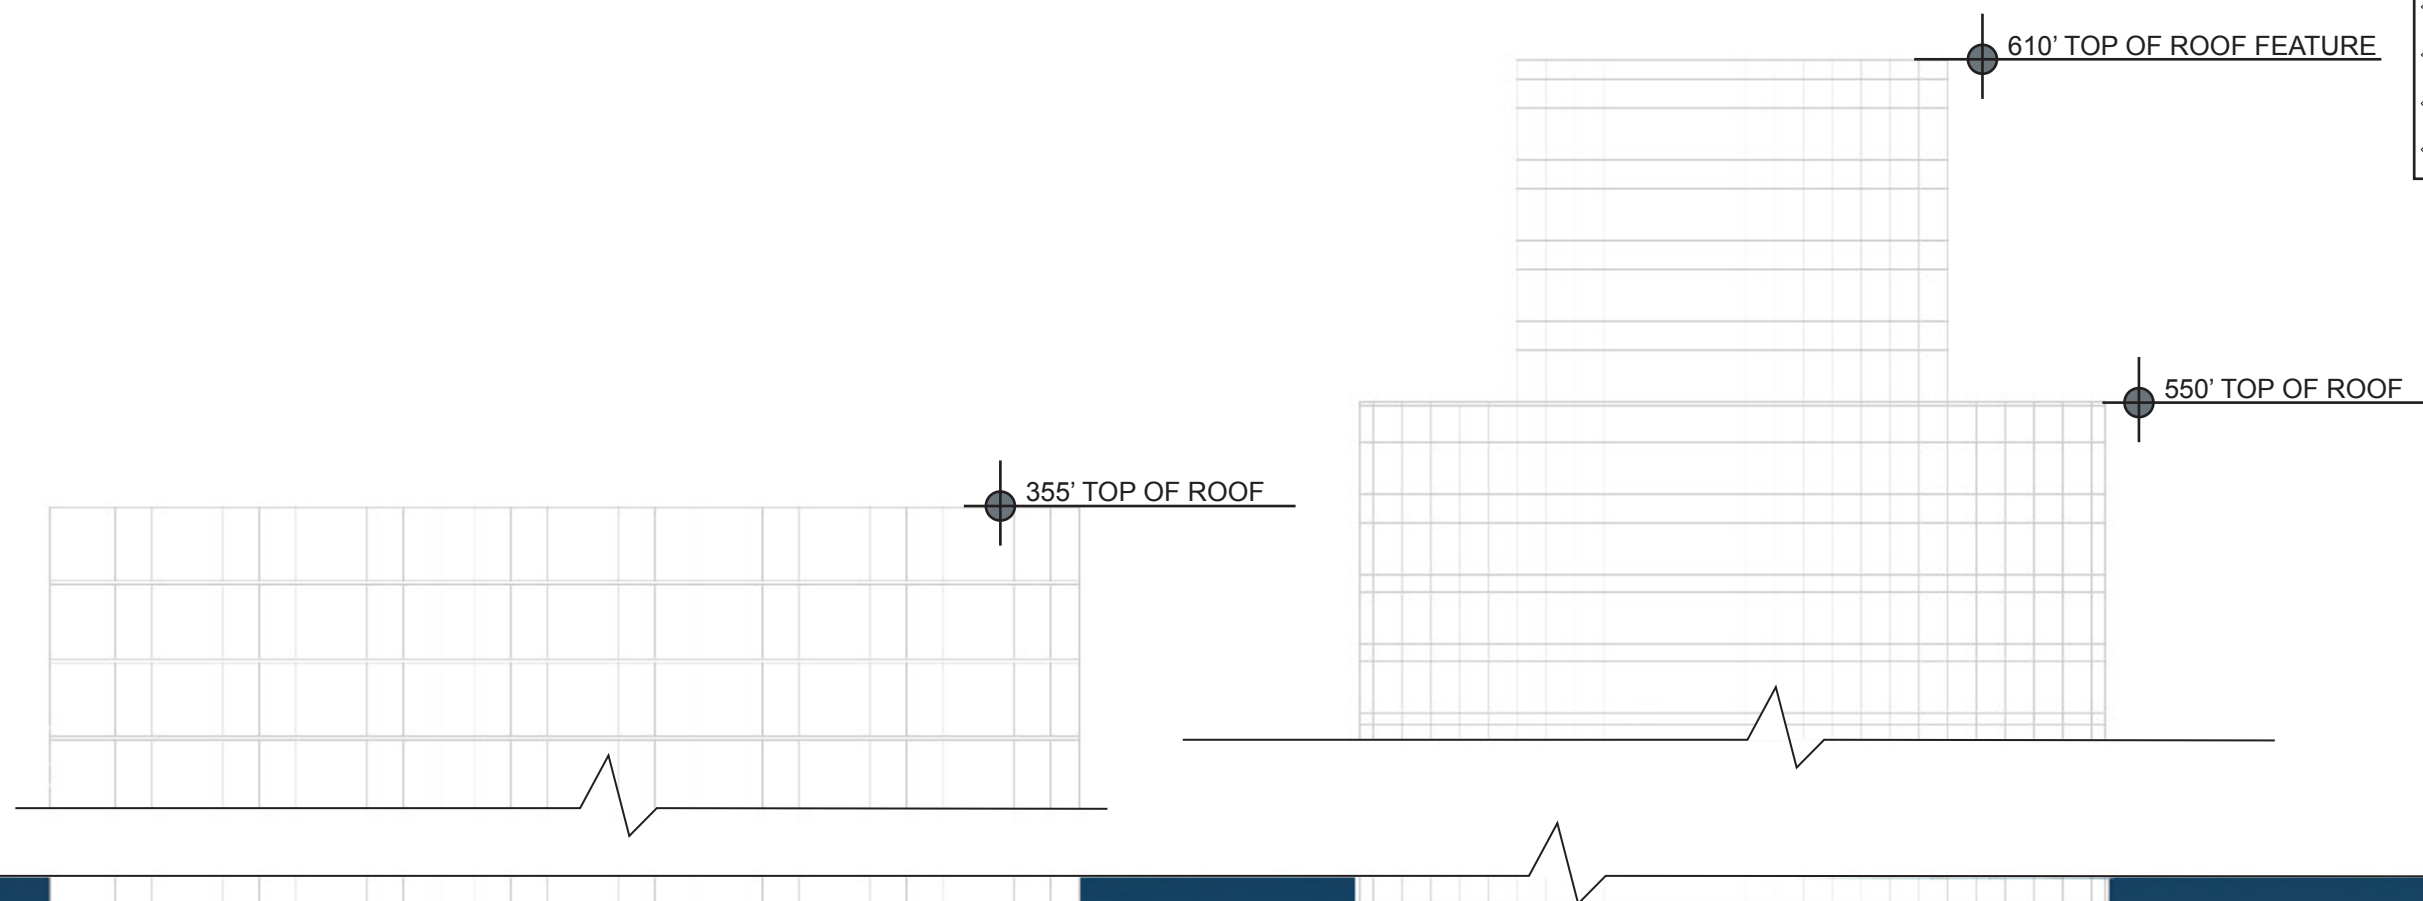 610’ TOP OF ROOF FEATURE
550’ TOP OF ROOF
355’ TOP OF ROOF